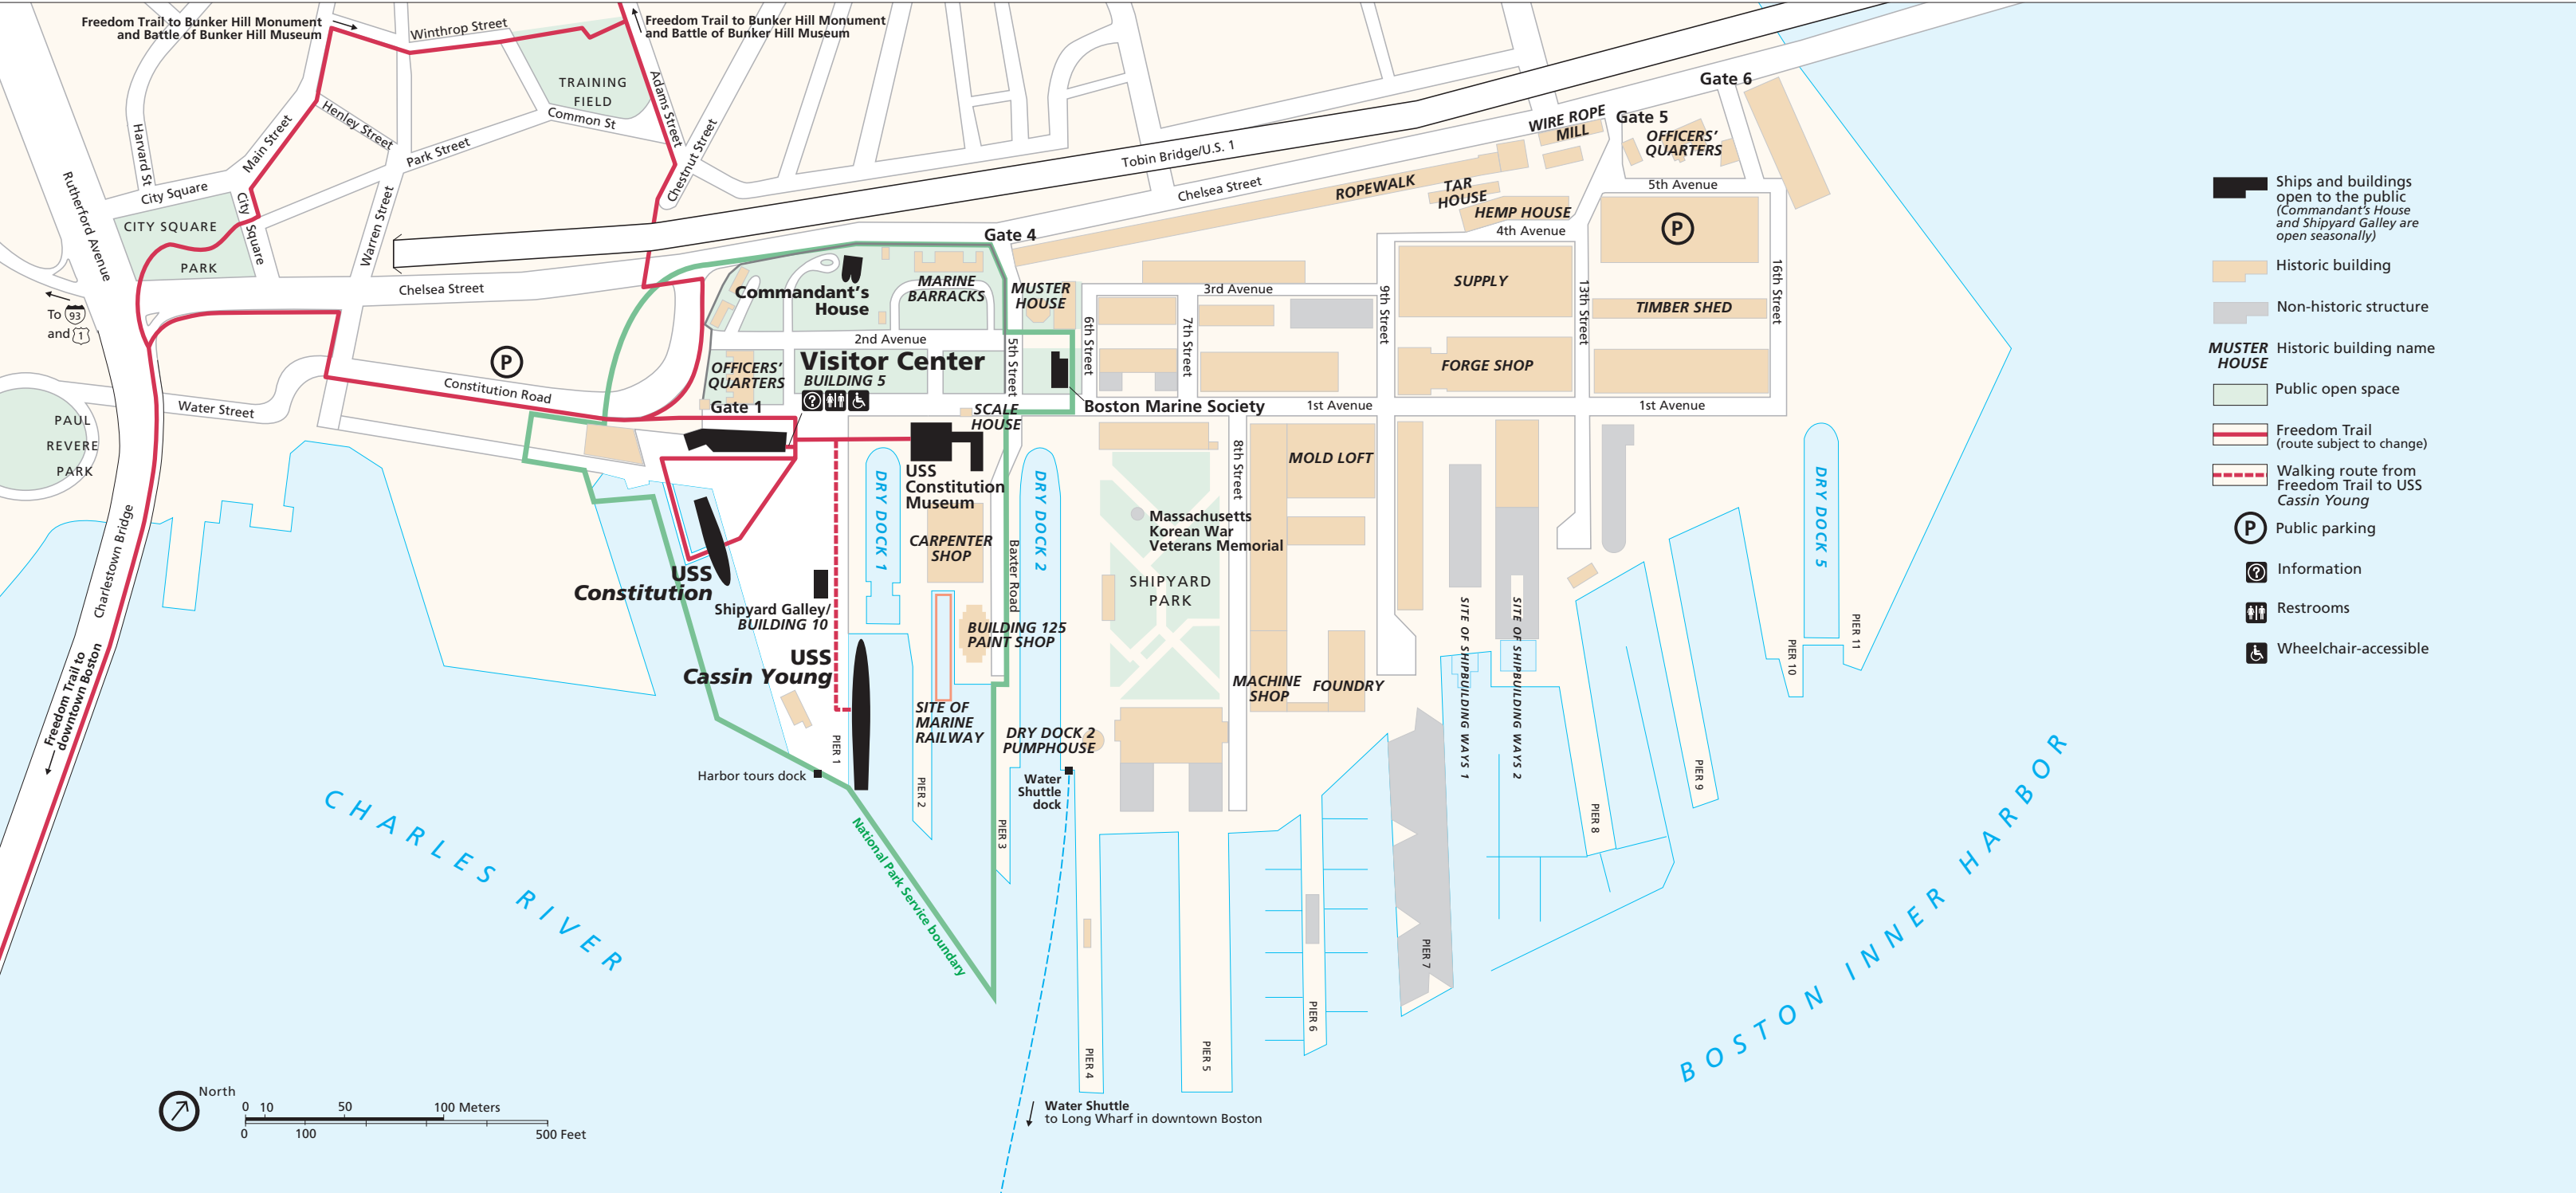 Freedom Trail to Bunker Hill Monument
and Battle of Bunker Hill Museum
Winthrop Street
Freedom Trail to Bunker Hill Monument
and Battle of Bunker Hill Museum
TRAINING
FIELD
Common St
Adams Street
Chestnut Street
Henley Street
Park Street
Main Street
Harvard St
City Square
City Square
Warren Street
Rutherford Avenue
CITY SQUARE
PARK
Chelsea Street
To 93
and 1
P
Constitution Road
Water Street
PAUL
REVERE
PARK
Charlestown Bridge
Freedom Trail to
downtown Boston
Tobin Bridge/U.S. 1
Chelsea Street
Gate 4
Gate 5
Gate 6
WIRE ROPE
MILL
OFFICERS'
QUARTERS
ROPEWALK
TAR
HOUSE
HEMP HOUSE
5th Avenue
4th Avenue
P
Commandant's
House
MARINE
BARRACKS
MUSTER
HOUSE
3rd Avenue
SUPPLY
TIMBER SHED
FORGE SHOP
9th Street
13th Street
16th Street
6th Street
7th Street
5th Street
2nd Avenue
Visitor Center
BUILDING 5
?
OFFICERS'
QUARTERS
Gate 1
SCALE
HOUSE
Boston Marine Society
1st Avenue
1st Avenue
USS
Constitution
Museum
DRY DOCK 1
DRY DOCK 2
CARPENTER
SHOP
Baxter Road
8th Street
MOLD LOFT
Massachusetts
Korean War
Veterans Memorial
SHIPYARD
PARK
DRY DOCK 5
USS
Constitution
Shipyard Galley/
BUILDING 10
BUILDING 125
PAINT SHOP
USS
Cassin Young
SITE OF
MARINE
RAILWAY
DRY DOCK 2
PUMPHOUSE
MACHINE
SHOP
FOUNDRY
SITE OF SHIPBUILDING WAYS 1
SITE OF SHIPBUILDING WAYS 2
Harbor tours dock
Water
Shuttle
dock
PIER 1
PIER 2
PIER 3
PIER 4
PIER 5
PIER 6
PIER 7
PIER 8
PIER 9
PIER 10
PIER 11
National Park Service boundary
CHARLES RIVER
BOSTON INNER HARBOR
Water Shuttle
to Long Wharf in downtown Boston
North
0 10 50 100 Meters
0 100 500 Feet
Ships and buildings
open to the public
(Commandant's House
and Shipyard Galley are
open seasonally)
Historic building
Non-historic structure
MUSTER
HOUSE
Historic building name
Public open space
Freedom Trail
(route subject to change)
Walking route from
Freedom Trail to USS
Cassin Young
P
Public parking
?
Information
Restrooms
Wheelchair-accessible